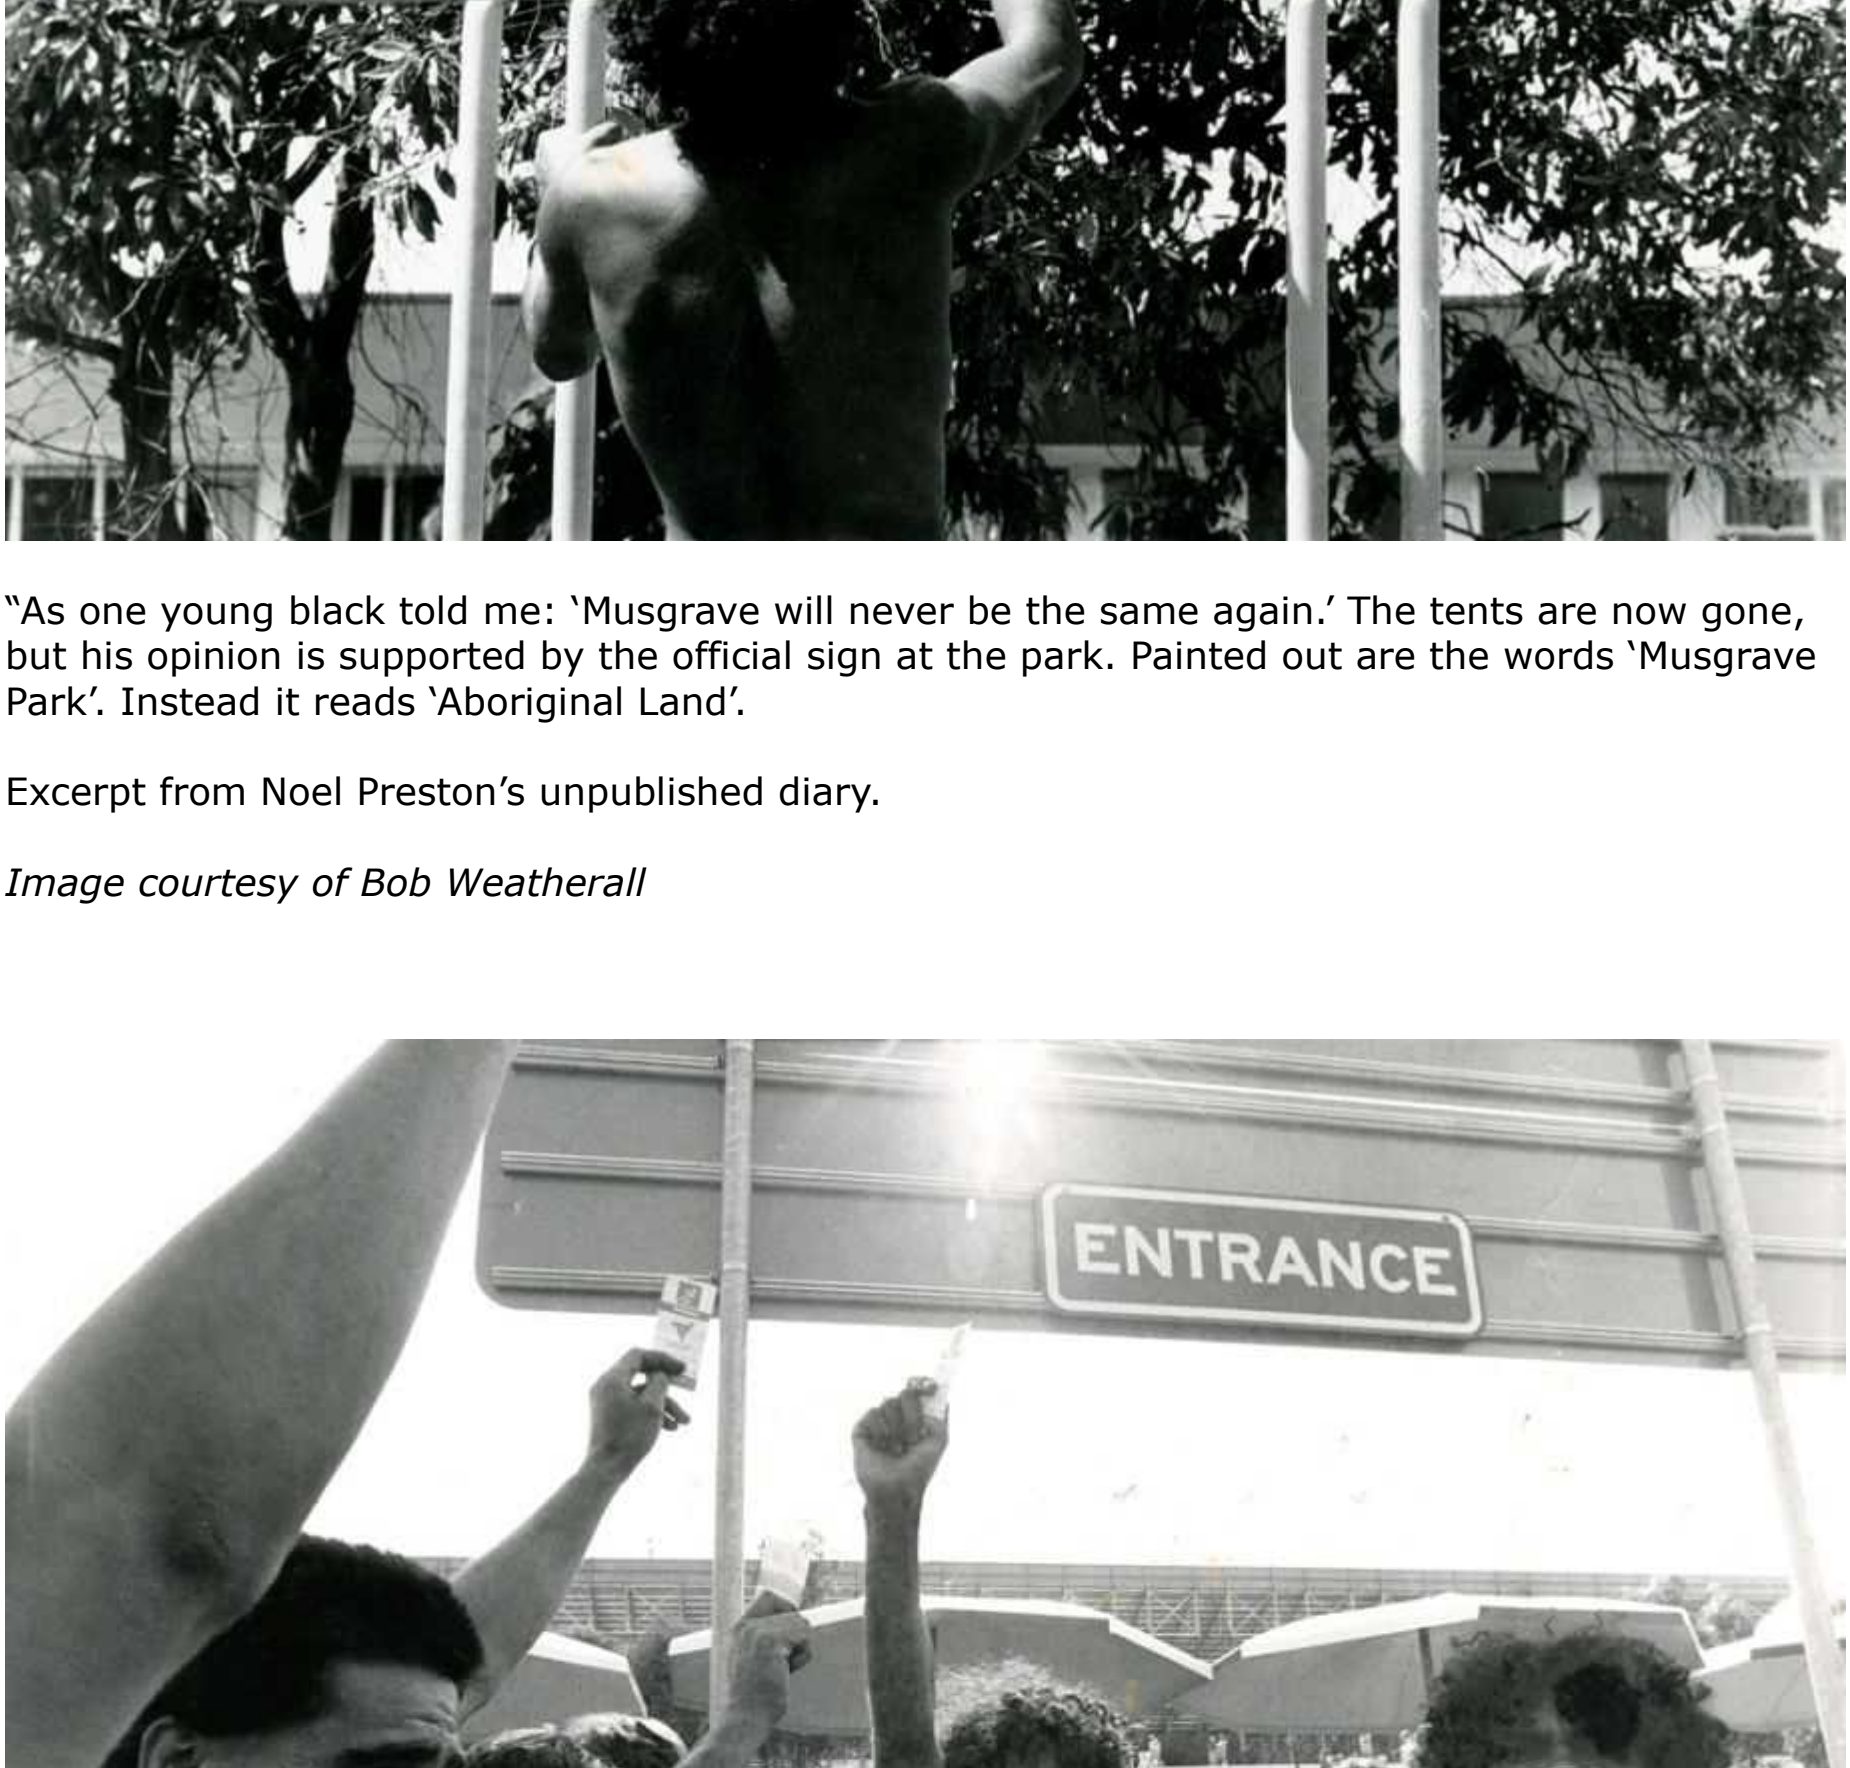 “As one young black told me: ‘Musgrave will never be the same again.’ The tents are now gone,
but his opinion is supported by the official sign at the park. Painted out are the words ‘Musgrave
Park’. Instead it reads ‘Aboriginal Land’.
Excerpt from Noel Preston’s unpublished diary.
Image courtesy of Bob Weatherall
ENTRANCE